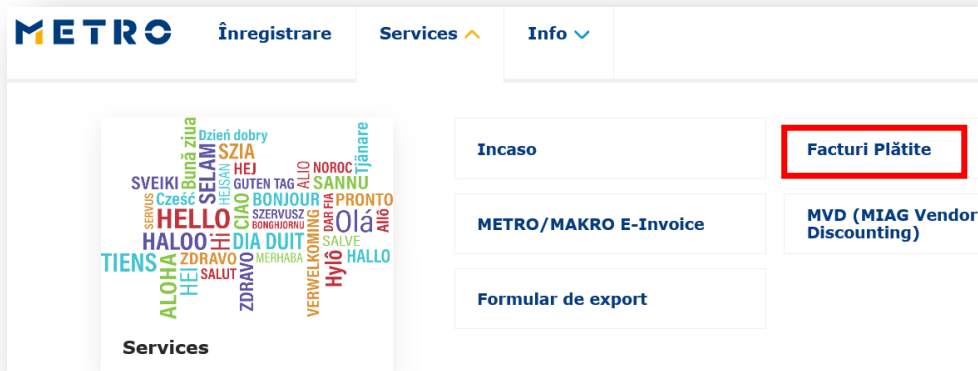 METRO
Înregistrare
Services
Info
Incaso
Facturi Plătite
METRO/MAKRO E-Invoice
MVD (MIAG Vendor
Discounting)
Formular de export
Bună ziua
Dzień dobry
Tjänare
SZIA
SELAM
HEJ
HEJSAN
ALIO
NOROC
SVEIKI
GUTEN TAG
SANNU
SERVUS
Cześć
CIAO
BONJOUR
DAR FIA
PRONTO
HELLO
SZERVUSZ
BONGHJORNU
Olá
Allô
HALOO
Hi
DIA DUIT
VERWELKOMING
SALVE
TIENS
ZDRAVO
MERHABA
Hylô
HALLO
ALOHA
HEI
SALUT
ZDRAVO
Services